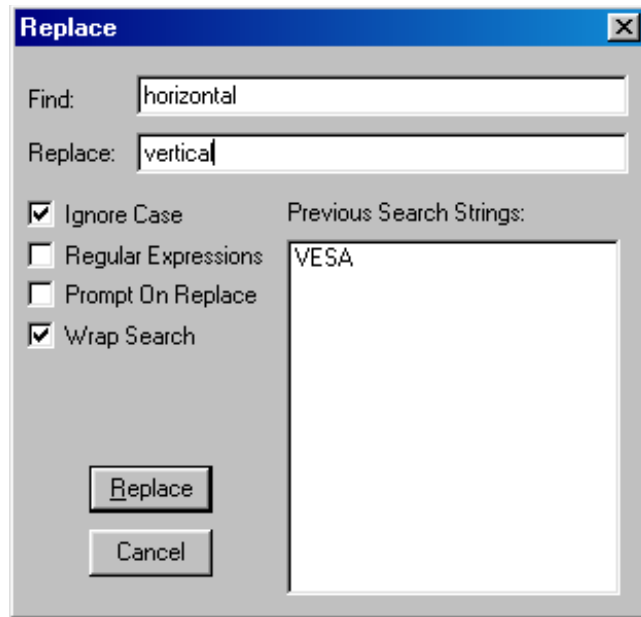 Replace
Find: horizontal
Replace: vertical
Ignore Case
Regular Expressions
Prompt On Replace
Wrap Search
Previous Search Strings:
VESA
Replace
Cancel